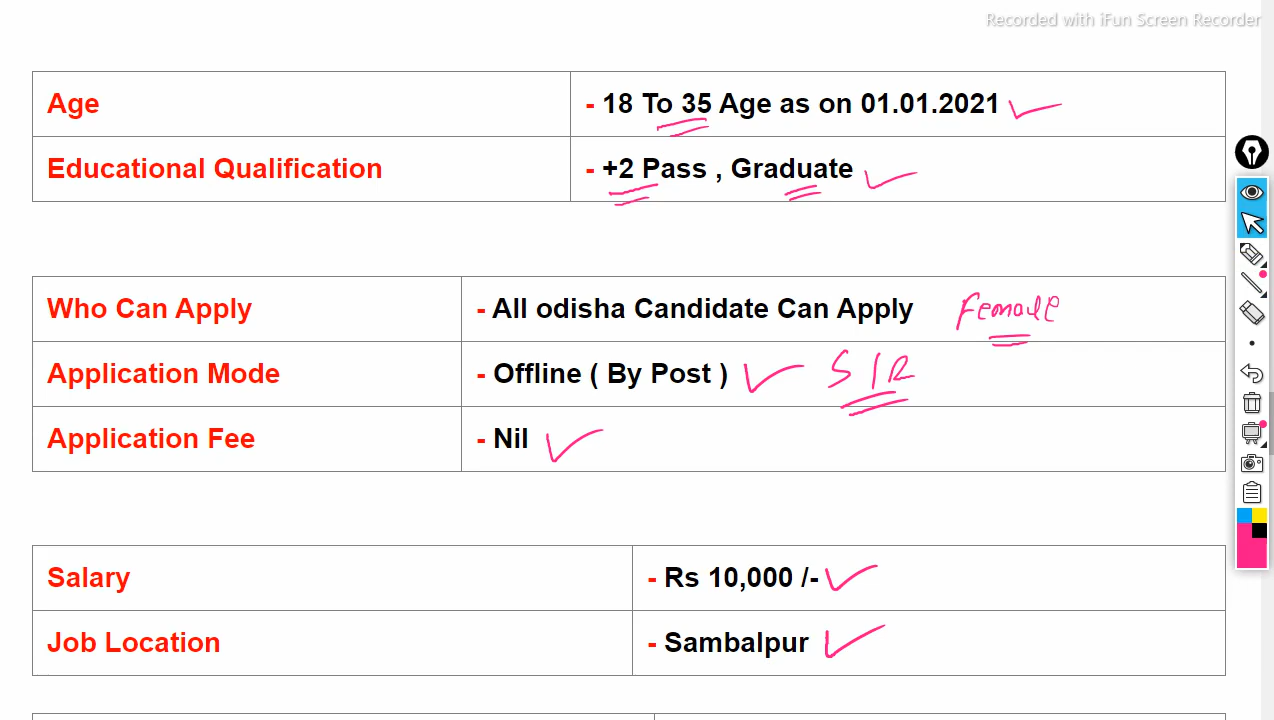 Recorded with iFun Screen Recorder
Age - 18 To 35 Age as on 01.01.2021
Educational Qualification - +2 Pass , Graduate
Who Can Apply - All odisha Candidate Can Apply Female
Application Mode - Offline ( By Post )
Application Fee - Nil
Salary - Rs 10,000 /-
Job Location - Sambalpur